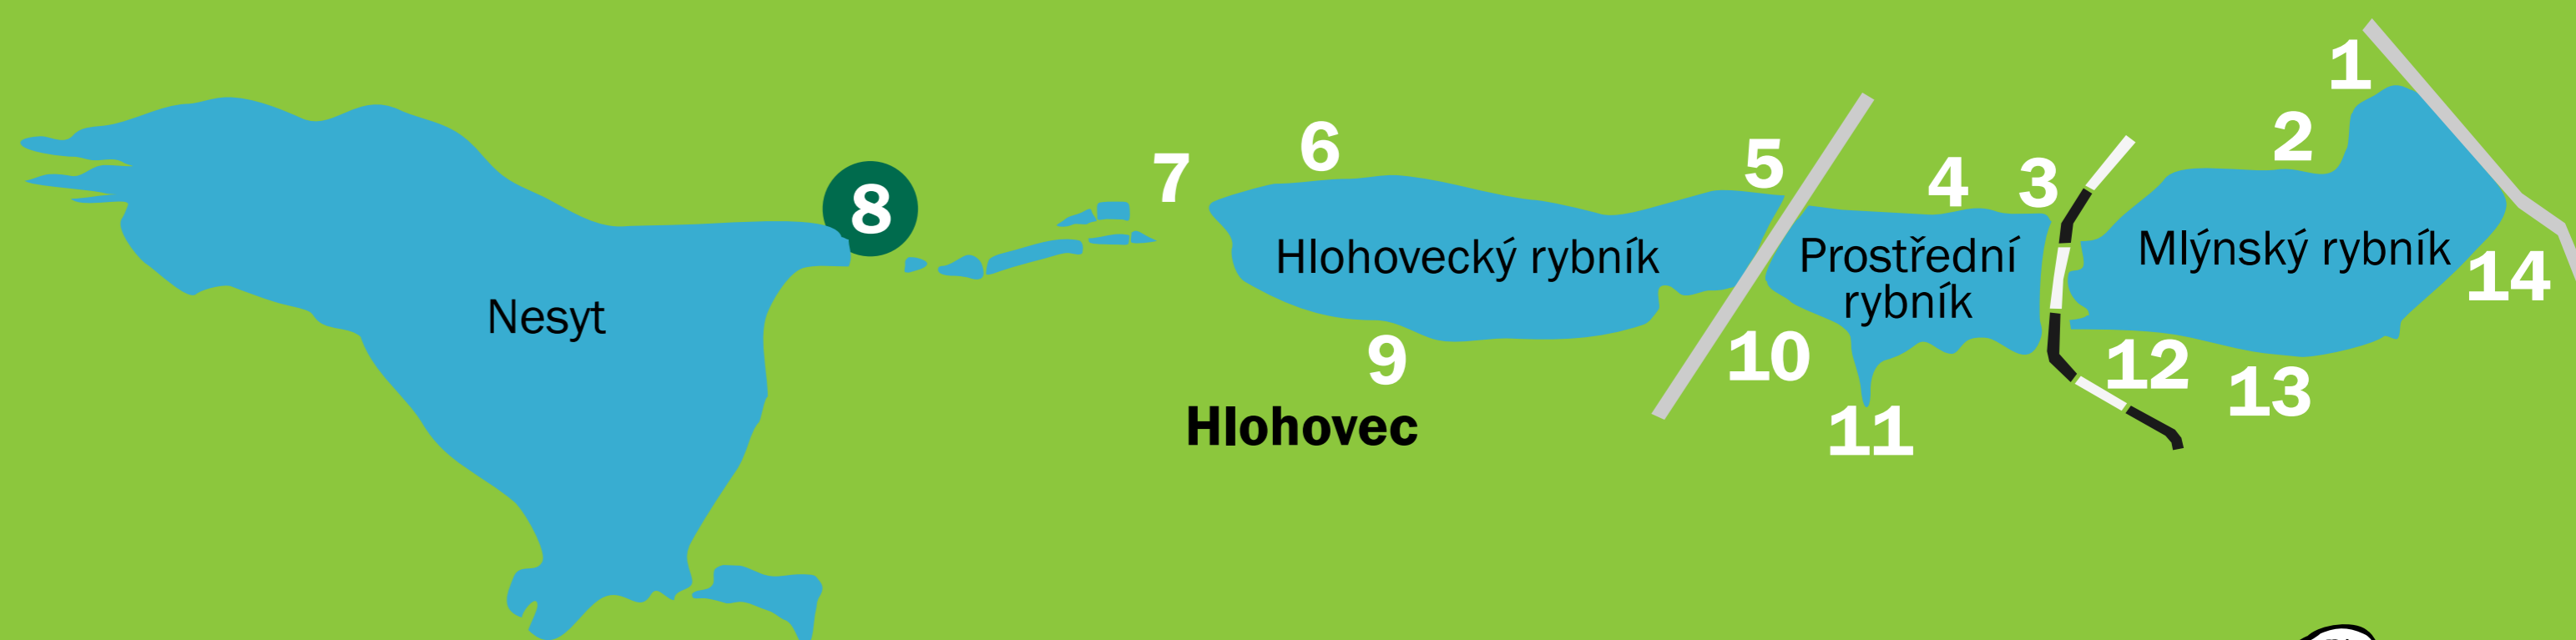 1
2
3
4
5
6
7
8
Nesyt
Hlohovecký rybník
Prostřední
rybník
Mlýnský rybník
14
9
10
12
13
11
Hlohovec